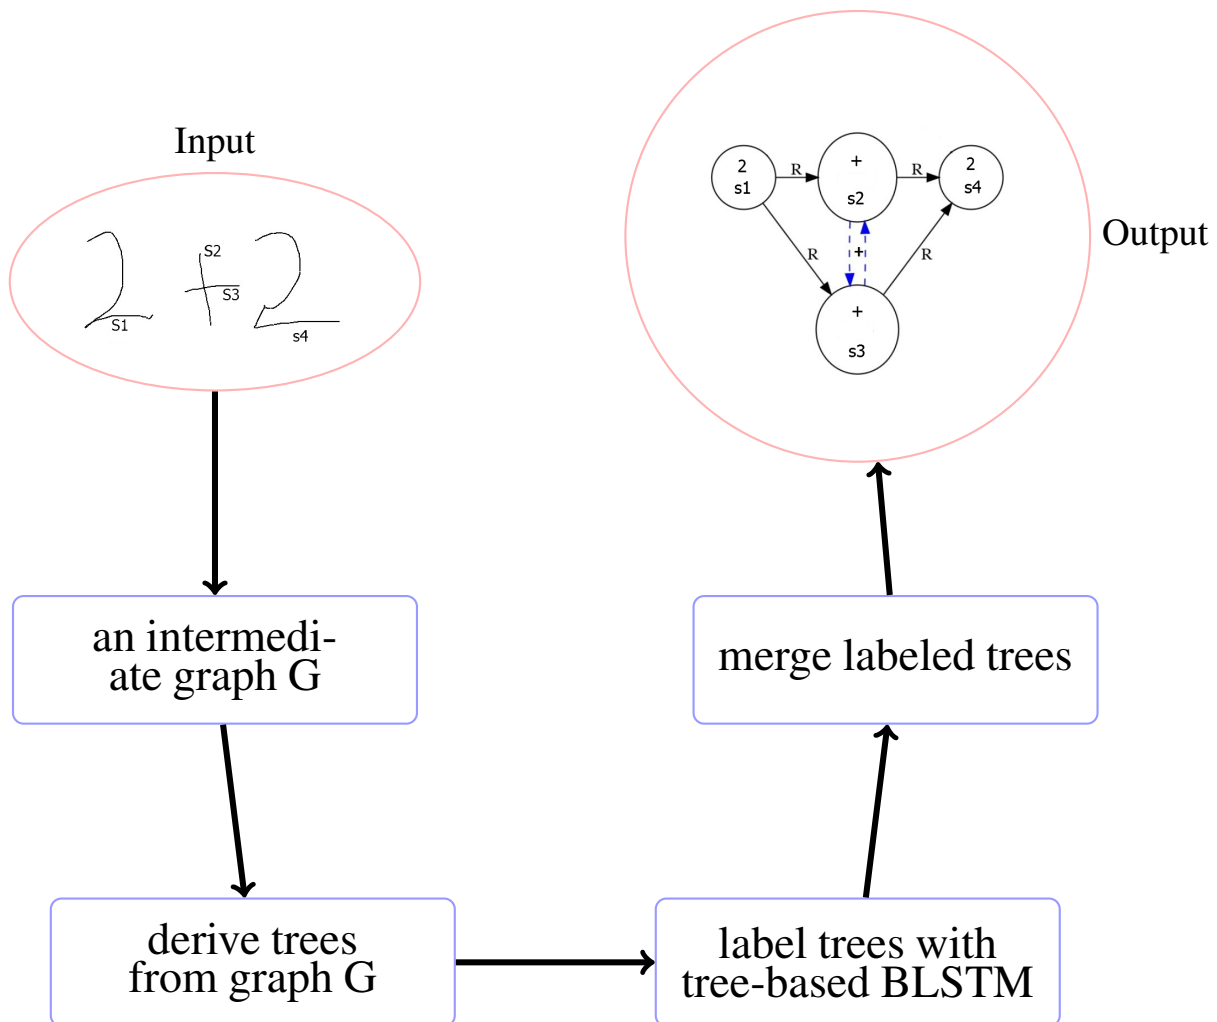 Input
2 + 2
S1
S2
S3
s4
an intermedi-
ate graph G
derive trees
from graph G
label trees with
tree-based BLSTM
merge labeled trees
Output
2
s1
R
+
s2
R
2
s4
R
+
R
+
s3